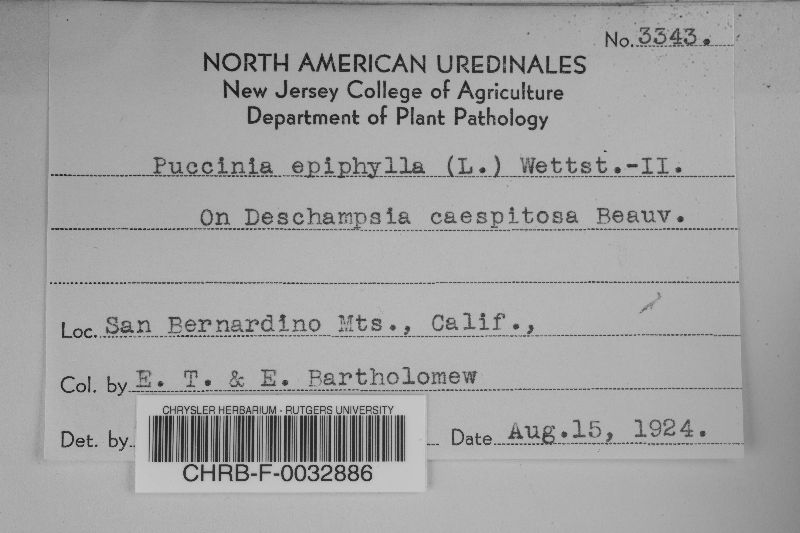 No. 3343.
NORTH AMERICAN UREDINALES
New Jersey College of Agriculture
Department of Plant Pathology
Puccinia epiphylla (L.) Wettst.-II.
On Deschampsia caespitosa Beauv.
Loc. San Bernardino Mts., Calif.,
Col. by E. T. & E. Bartholomew
Det. by Date Aug.15, 1924.
CHRYSLER HERBARIUM - RUTGERS UNIVERSITY
CHRB-F-0032886